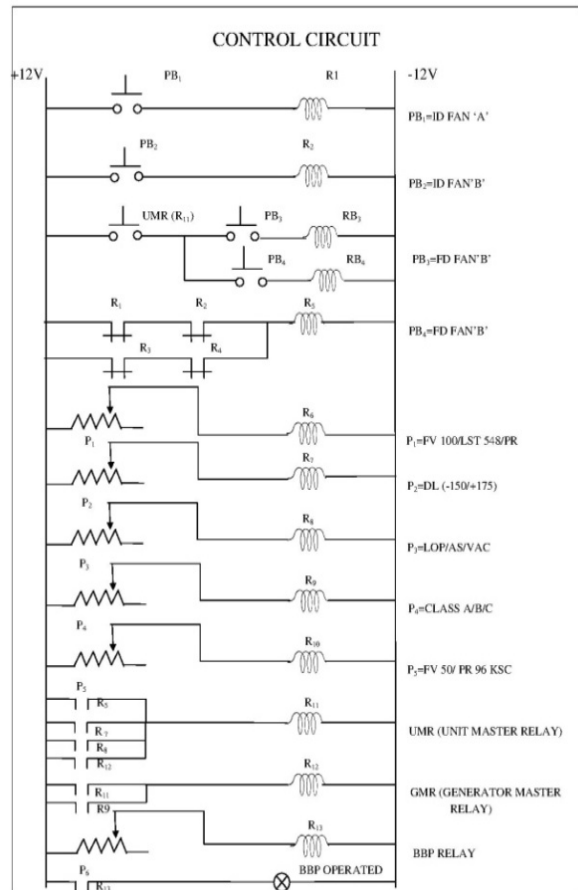 CONTROL CIRCUIT
+12V PB₁ R1 -12V
PB₁=ID FAN ‘A’
PB₂ R₂
PB₂=ID FAN’B’
UMR (R₁₁) PB₃ RB₃
PB₃=FD FAN’B’
PB₄ RB₆
R₁ R₂ R₅
PB₄=FD FAN’B’
R₃ R₄
R₆
P₁ P₁=FV 100/LST 548/PR
R₇
P₂=DL (-150/+175)
P₂ R₈
P₃=LOP/AS/VAC
P₃ R₉
P₄=CLASS A/B/C
P₄ R₁₀
P₅=FV 50/ PR 96 KSC
P₅
R₅ R₁₁
R₇ UMR (UNIT MASTER RELAY)
R₈
R₁₂ R₁₂
R₁₁ GMR (GENERATOR MASTER
R9 RELAY)
R₁₃
BBP RELAY
P₆ BBP OPERATED
R₁₃